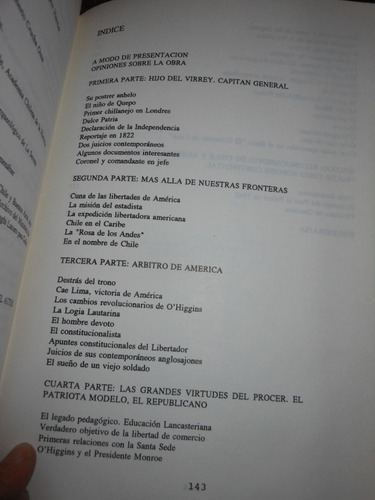 INDICE
A MODO DE PRESENTACION
OPINIONES SOBRE LA OBRA
PRIMERA PARTE: HIJO DEL VIRREY. CAPITAN GENERAL
Su postrer anhelo
El niño de Quepo
Primer chillanejo en Londres
Dulce Patria
Declaración de la Independencia
Reportaje en 1822
Dos juicios contemporáneos
Algunos documentos interesantes
Coronel y comandante en jefe
SEGUNDA PARTE: MAS ALLA DE NUESTRAS FRONTERAS
Cuna de las libertades de América
La misión del estadista
La expedición libertadora americana
Chile en el Caribe
La "Rosa de los Andes"
En el nombre de Chile
TERCERA PARTE: ARBITRO DE AMERICA
Destrás del trono
Cae Lima, victoria de América
Los cambios revolucionarios de O'Higgins
La Logia Lautarina
El hombre devoto
El constitucionalista
Apuntes constitucionales del Libertador
Juicios de sus contemporáneos anglosajones
El sueño de un viejo soldado
CUARTA PARTE: LAS GRANDES VIRTUDES DEL PROCER. EL
PATRIOTA MODELO, EL REPUBLICANO
El legado pedagógico. Educación Lancasteriana
Verdadero objetivo de la libertad de comercio
Primeras relaciones con la Santa Sede
O'Higgins y el Presidente Monroe
143